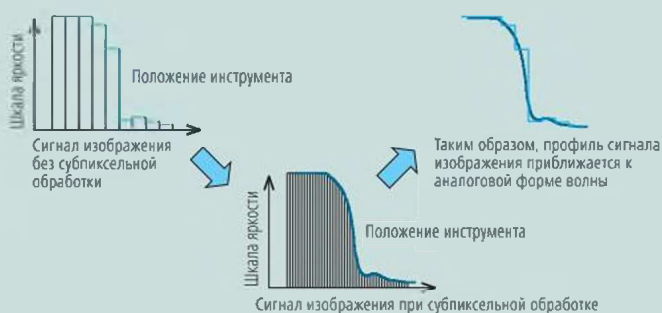 Шкала яркости
Положение инструмента
Сигнал изображения
без субпиксельной
обработки
Таким образом, профиль сигнала
изображения приближается к
аналоговой форме волны
Шкала яркости
Положение инструмента
Сигнал изображения при субпиксельной обработке